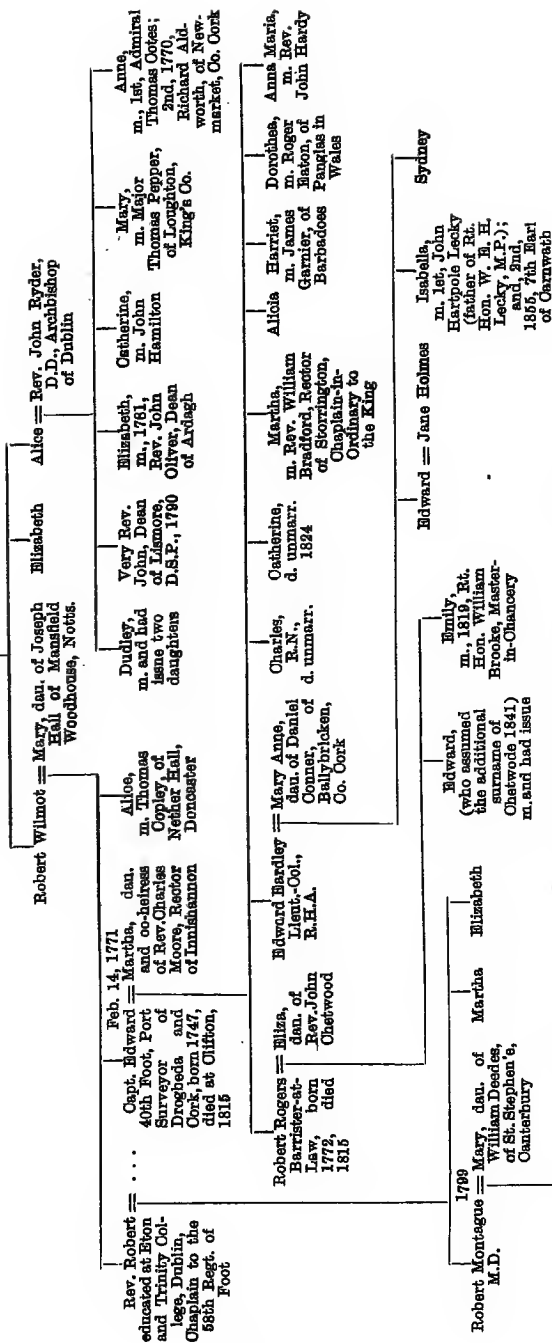 Robert Wilmot == Mary, dau. of Joseph
Hall of Mansfield
Woodhouse, Notts.
Elizabeth
Alice == Rev. John Ryder,
D.D., Archbishop
of Dublin
Rev. Robert == . . .
educated at Eton
and Trinity Col-
lege, Dublin,
Chaplain to the
58th Regt. of
Foot
Feb. 14, 1771
Capt. Edward == Martha, dau.
40th Foot, Port and co-heiress
Surveyor of of Rev. Charles
Drogheda and Moore, Rector
Cork, born 1747, of Innishannon
died at Clifton,
1815
Alice,
m. Thomas
Copley, of
Nether Hall,
Doncaster
Dudley,
m. and had
issue two
daughters
Very Rev.
John, Dean
of Lismore,
D.S.P., 1790
Elizabeth,
m., 1761,
Rev. John
Oliver, Dean
of Ardagh
Catherine,
m. John
Hamilton
Mary,
m. Major
Thomas Pepper,
of Loughton,
King's Co.
Anne,
m., 1st, Admiral
Thomas Cotes;
2nd, 1770,
Richard Ald-
worth, of New-
market, Co. Cork
Robert Rogers == Eliza,
Barrister-at- dau. of
Law, born Rev. John
1772, died Chetwood
1815
Edward Eardley == Mary Anne,
Lieut.-Col., dau. of Daniel
R.H.A. Conner, of
Ballybricken,
Co. Cork
Charles,
R.N.,
d. unmarr.
Catherine,
d. unmarr.
1824
Martha,
m. Rev. William
Bradford, Rector
of Storrington,
Chaplain-in-
Ordinary to
the King
Alicia
Harriet,
m. James
Garnier, of
Barbadoes
Dorothea,
m. Roger
Eaton, of
Panglas in
Wales
Anna Maria,
m. Rev.
John Hardy
1799
Robert Montague == Mary, dau. of
M.D. William Deedes,
of St. Stephen's,
Canterbury
Martha
Elizabeth
Edward,
(who assumed
the additional
surname of
Chetwode 1841)
m. and had issue
Emily,
m., 1819, Rt.
Hon. William
Brooke, Master-
in-Chancery
Edward == Jane Holmes
Isabella,
m. 1st, John
Hartpole Lecky
(father of Rt.
Hon. W. E. H.
Lecky, M.P.);
and, 2nd,
1855, 7th Earl
of Carnwath
Sydney